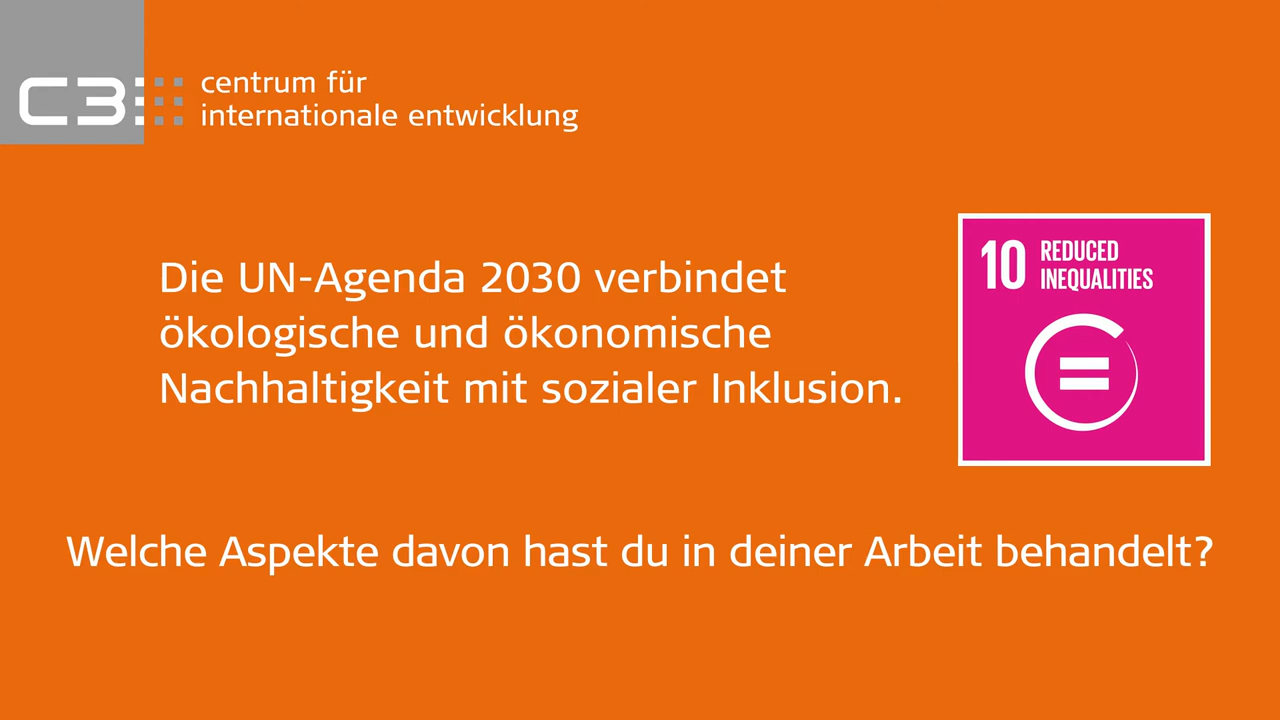 C3
centrum für
internationale entwicklung
Die UN-Agenda 2030 verbindet
ökologische und ökonomische
Nachhaltigkeit mit sozialer Inklusion.
10 REDUCED
INEQUALITIES
Welche Aspekte davon hast du in deiner Arbeit behandelt?